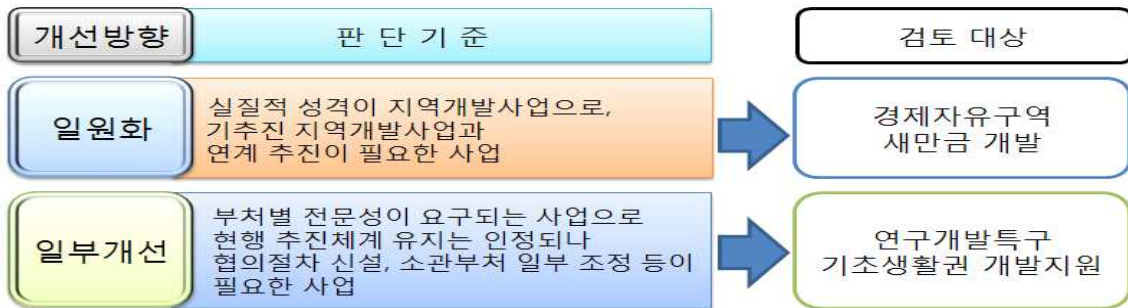 개선방향
판 단 기 준
검토 대상
일원화
실질적 성격이 지역개발사업으로,
기추진 지역개발사업과
연계 추진이 필요한 사업
경제자유구역
새만금 개발
일부개선
부처별 전문성이 요구되는 사업으로
현행 추진체계 유지는 인정되나
협의절차 신설, 소관부처 일부 조정 등이
필요한 사업
연구개발특구
기초생활권 개발지원